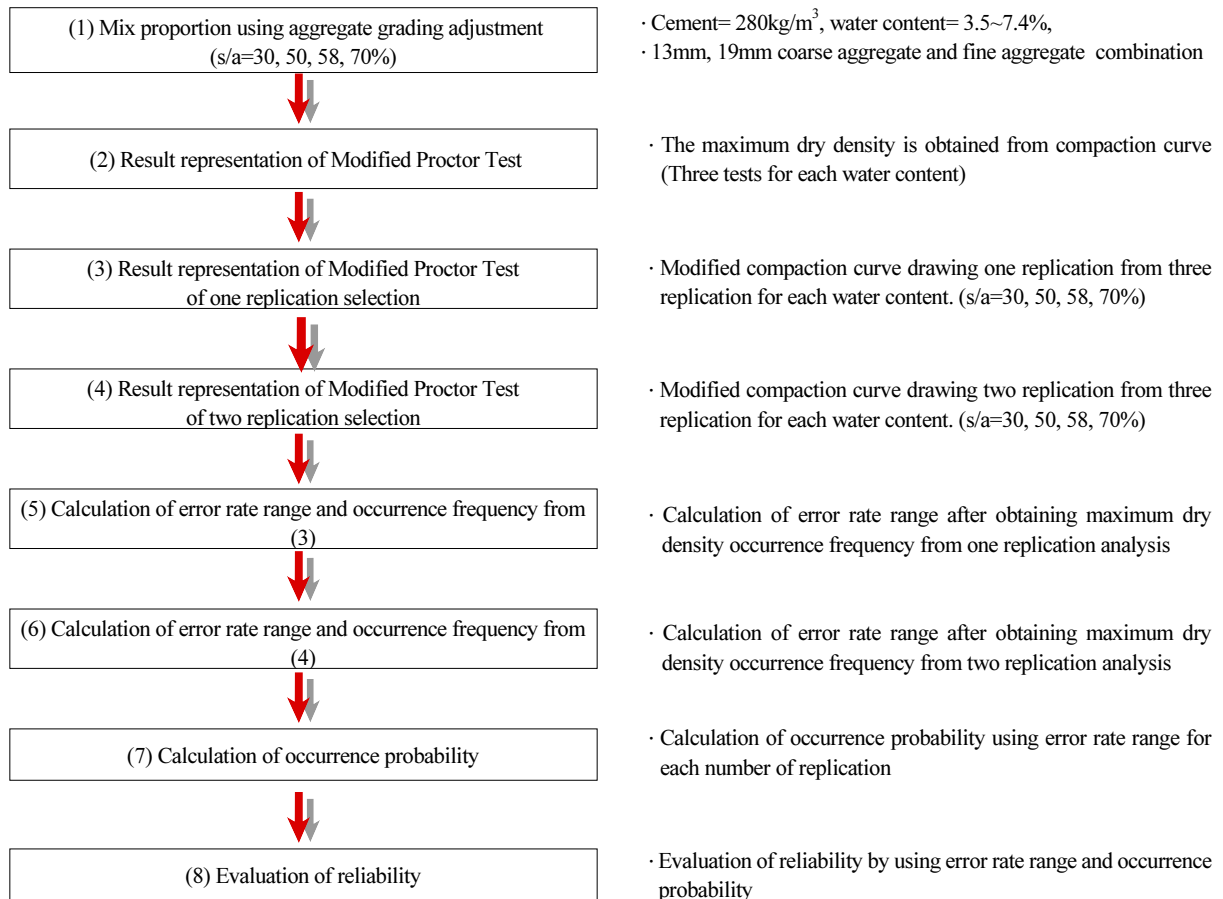 (1) Mix proportion using aggregate grading adjustment
(s/a=30, 50, 58, 70%)
· Cement= 280kg/m³, water content= 3.5~7.4%,
· 13mm, 19mm coarse aggregate and fine aggregate combination
(2) Result representation of Modified Proctor Test
· The maximum dry density is obtained from compaction curve
(Three tests for each water content)
(3) Result representation of Modified Proctor Test
of one replication selection
· Modified compaction curve drawing one replication from three
replication for each water content. (s/a=30, 50, 58, 70%)
(4) Result representation of Modified Proctor Test
of two replication selection
· Modified compaction curve drawing two replication from three
replication for each water content. (s/a=30, 50, 58, 70%)
(5) Calculation of error rate range and occurrence frequency from
(3)
· Calculation of error rate range after obtaining maximum dry
density occurrence frequency from one replication analysis
(6) Calculation of error rate range and occurrence frequency from
(4)
· Calculation of error rate range after obtaining maximum dry
density occurrence frequency from two replication analysis
(7) Calculation of occurrence probability
· Calculation of occurrence probability using error rate range for
each number of replication
(8) Evaluation of reliability
· Evaluation of reliability by using error rate range and occurrence
probability